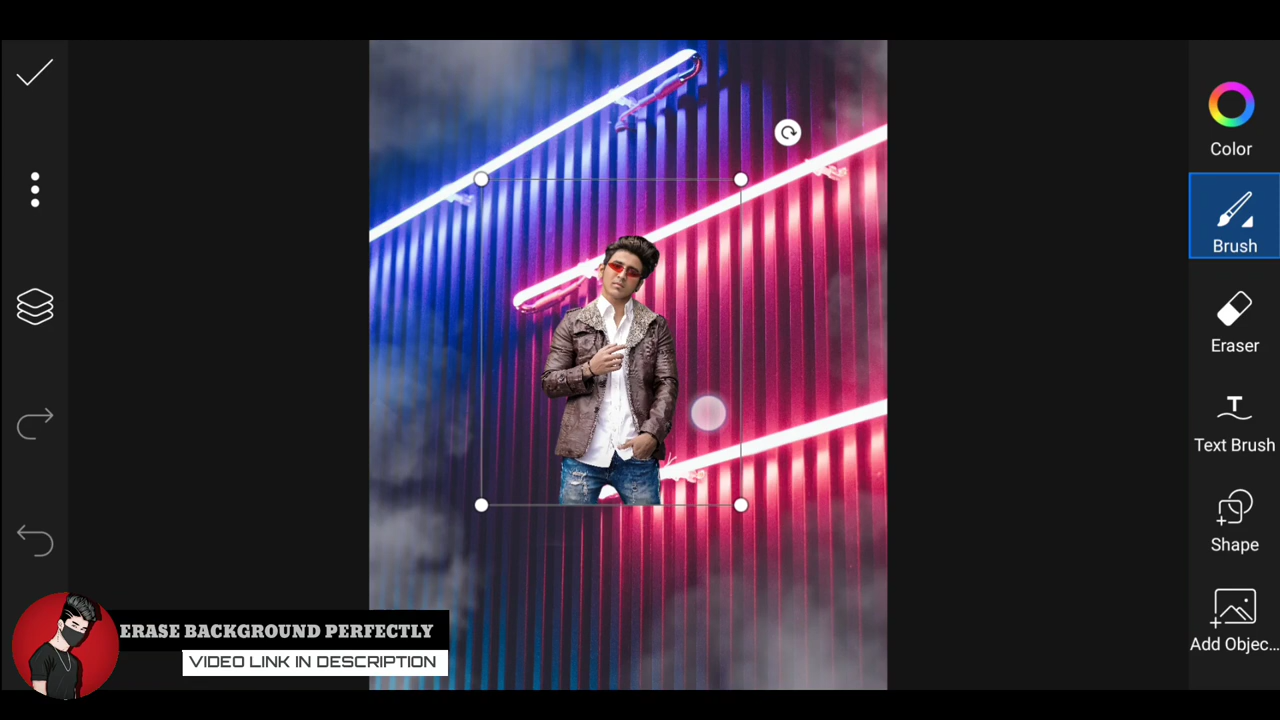 Color
Brush
Eraser
Text Brush
Shape
Add Objec...
ERASE BACKGROUND PERFECTLY
VIDEO LINK IN DESCRIPTION